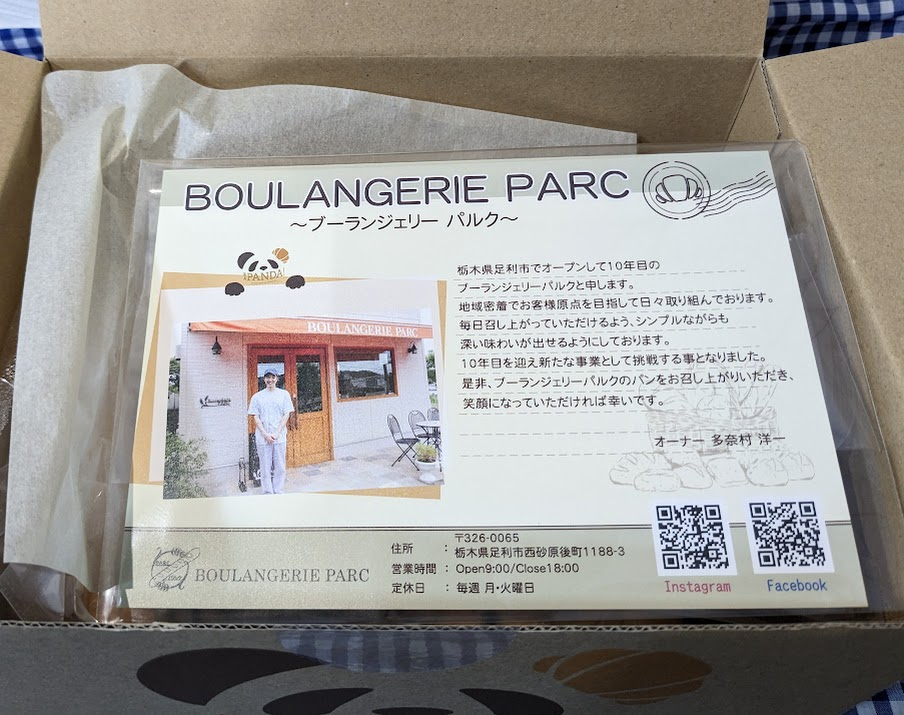 BOULANGERIE PARC
～ブーランジェリー パルク～
PANDA!
栃木県足利市でオープンして10年目の
ブーランジェリーパルクと申します。
地域密着でお客様原点を目指して日々取り組んでおります。
毎日召し上がっていただけるよう、シンプルながらも
深い味わいが出せるようにしております。
10年目を迎え新たな事業として挑戦する事となりました。
是非、ブーランジェリーパルクのパンをお召し上がりいただき、
笑顔になっていただければ幸いです。
オーナー 多奈村 洋一
BOULANGERIE PARC
BOULANGERIE PARC
住所 : 〒326-0065
栃木県足利市西砂原後町1188-3
営業時間 : Open9:00/Close18:00
定休日 : 毎週 月・火曜日
Instagram
Facebook